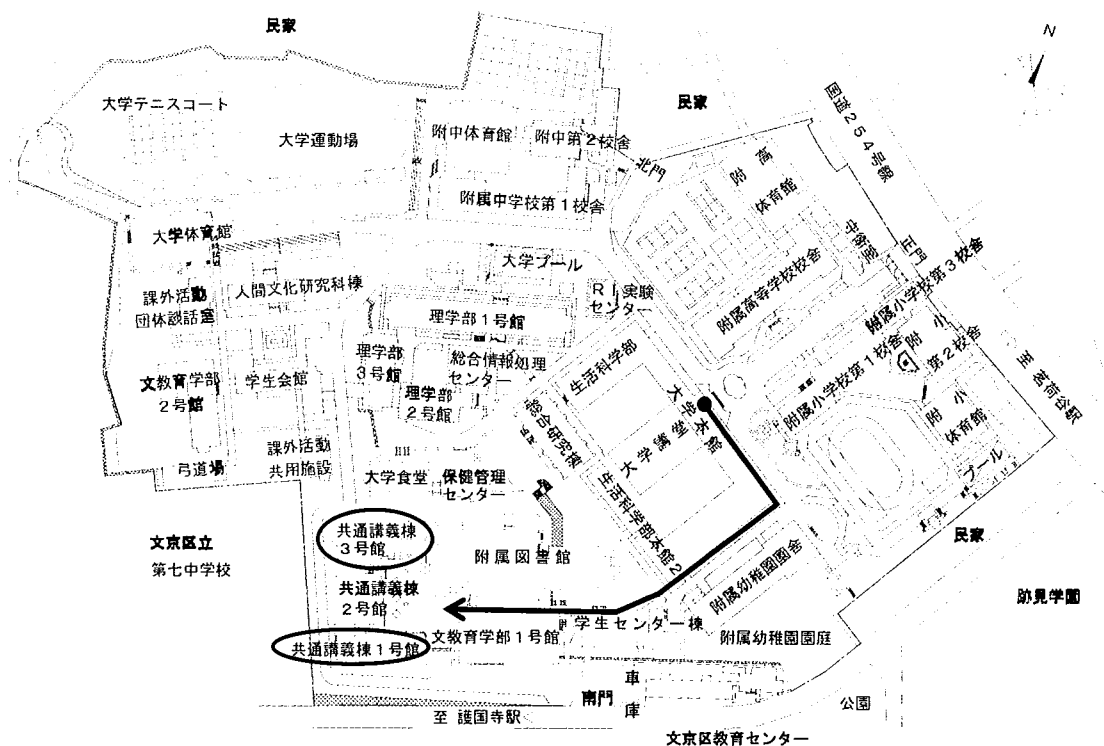 民家
N
大学テニスコート
大学運動場
民家
国道254号線
附中体育館
附中第2校舎
北門
附高
体育館
附属中学校第1校舎
守衛室
正門
大学体育館
大学プール
附属高等学校校舎
附属小学校第3校舎
課外活動
団体談話室
人間文化研究科棟
RI実験
センター
理学部1号館
附属小学校第1校舎
附小
第2校舎
至 茗荷谷駅
理学部
3号館
総合情報処理
センター
生活科学部
大学本館
文教育学部
2号館
学生会館
理学部
2号館
総合研究棟
大学講堂
附小
体育館
弓道場
課外活動
共用施設
大学食堂
保健管理
センター
生活科学部本館2
プール
文京区立
第七中学校
共通講義棟
3号館
附属図書館
民家
共通講義棟
2号館
附属幼稚園園舎
跡見学園
学生センター棟
共通講義棟1号館
文教育学部1号館
附属幼稚園園庭
南門
車庫
公園
至 護国寺駅
文京区教育センター